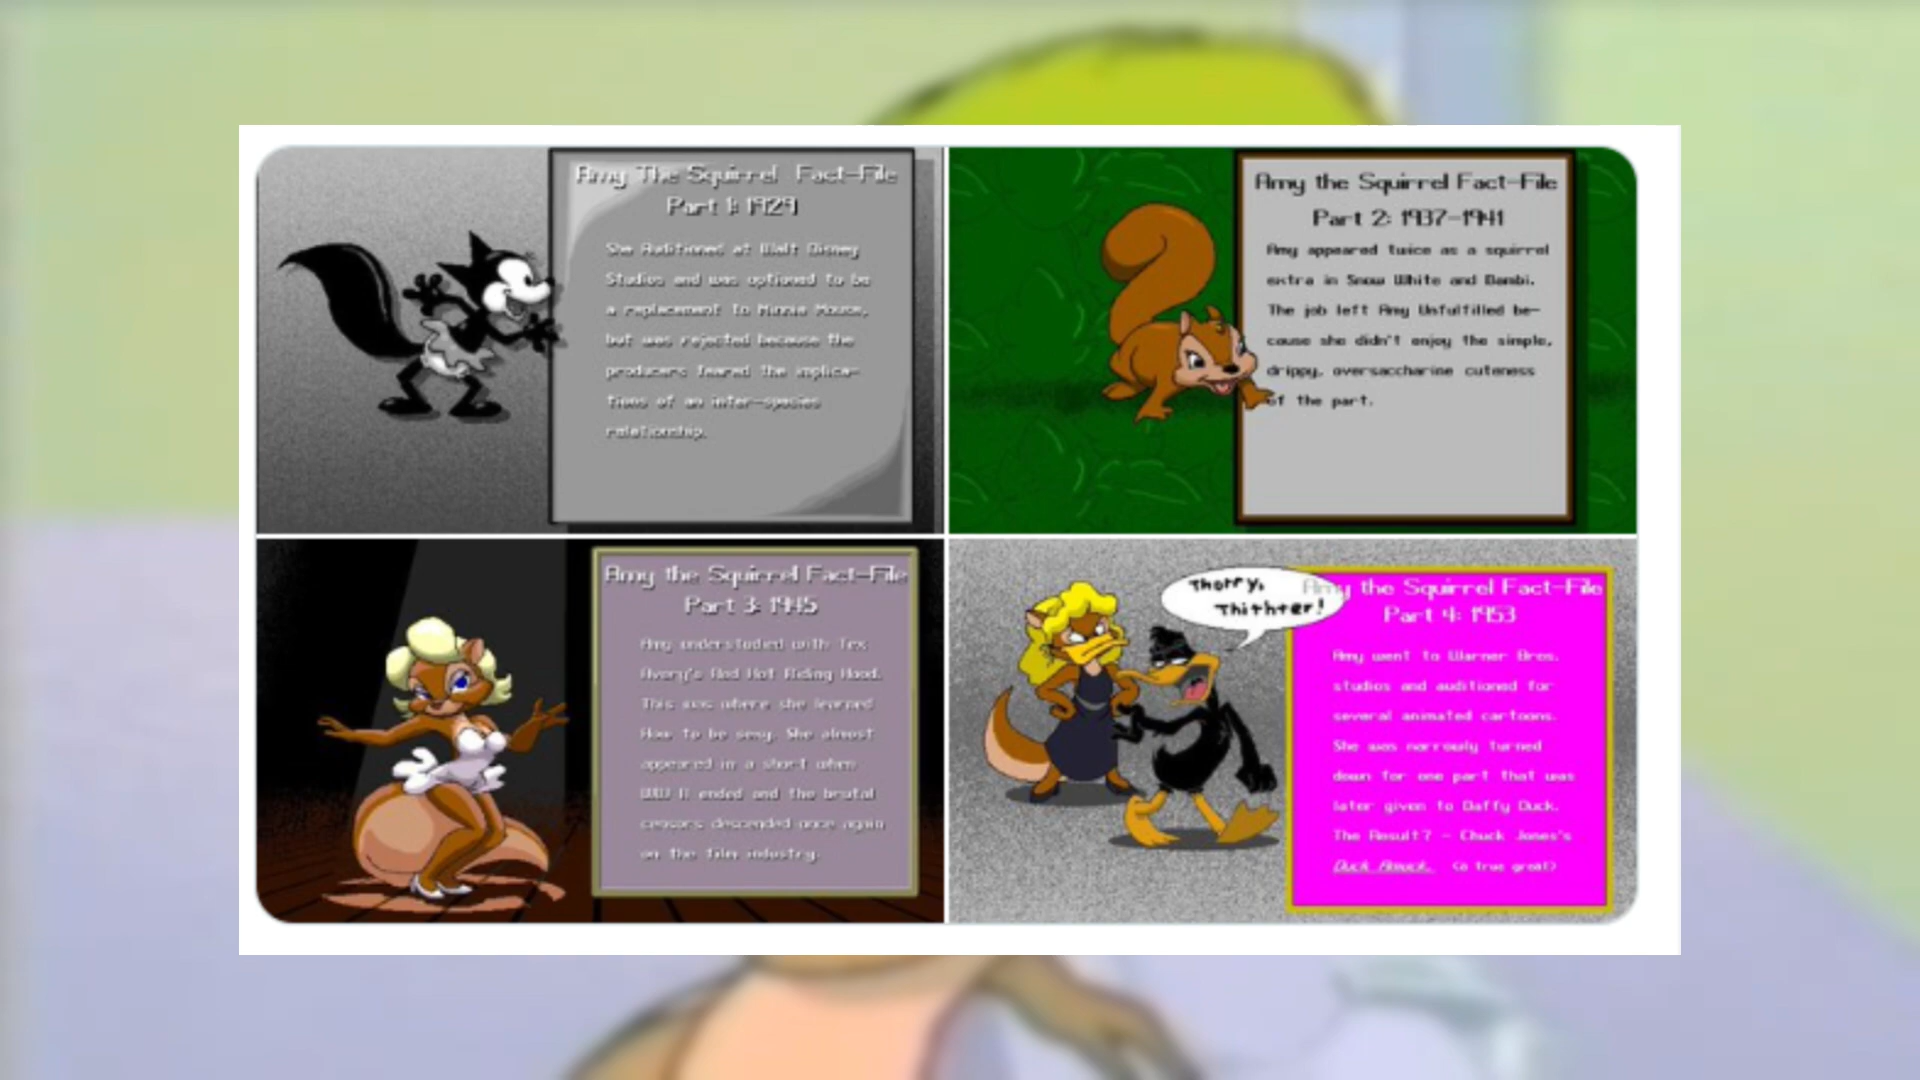 Amy The Squirrel Fact-File
Part 1: 1929
She Auditioned at Walt Disney
Studios and was optioned to be
a replacement to Minnie Mouse,
but was rejected because the
producers feared the implica-
tions of an inter-species
relationship.
Amy the Squirrel Fact-File
Part 2: 1937-1941
Amy appeared twice as a squirrel
extra in Snow White and Bambi.
The job left Amy Unfulfilled be-
cause she didn't enjoy the simple,
drippy, oversaccharine cuteness
of the part.
Amy the Squirrel Fact-File
Part 3: 1945
Amy understudied with Tex
Avery's Red Hot Riding Hood.
This was where she learned
How to be sexy. She almost
appeared in a short when
WWII ended and the brutal
censors descended once again
on the film industry.
Thorry,
Thithter!
Amy the Squirrel Fact-File
Part 4: 1953
Amy went to Warner Bros.
studios and auditioned for
several animated cartoons.
She was narrowly turned
down for one part that was
later given to Daffy Duck.
The Result? - Chuck Jones's
Duck Amuck. (a true great!)